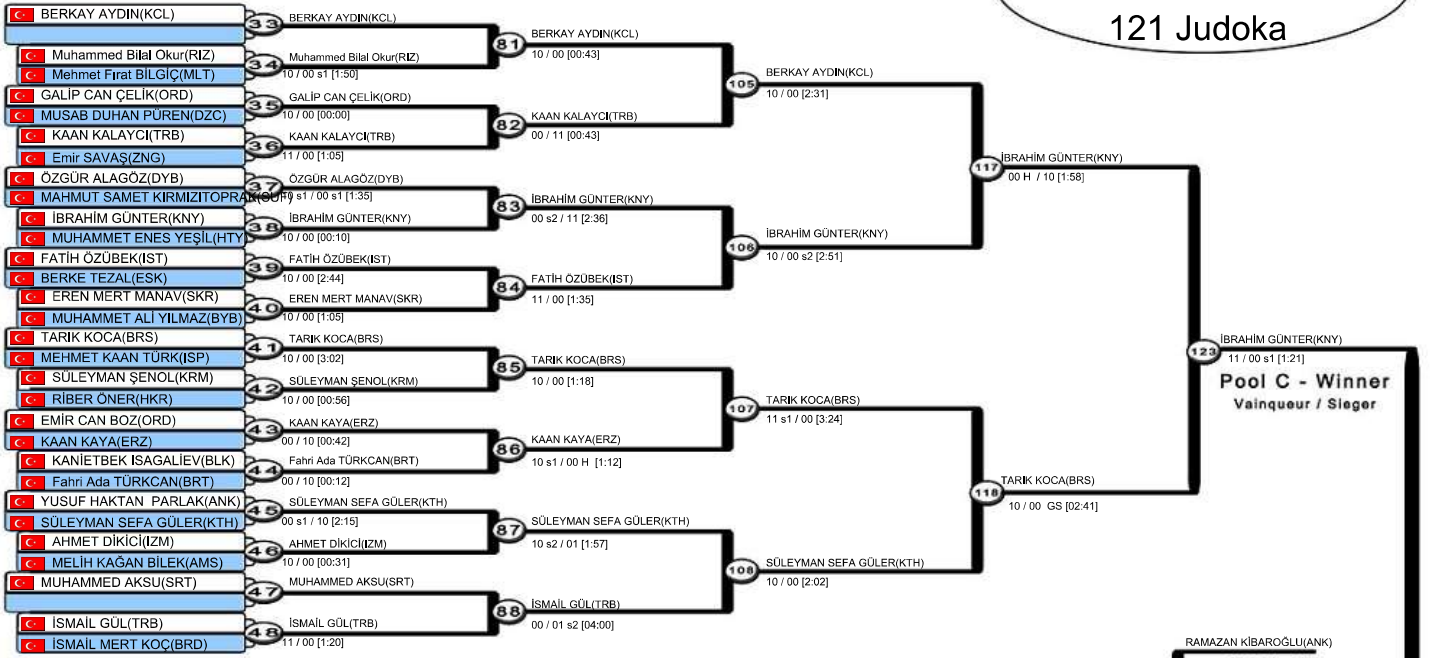 121 Judoka
BERKAY AYDIN(KCL)
33
BERKAY AYDIN(KCL)
Muhammed Bilal Okur(RIZ)
Mehmet Fırat BİLGİÇ(MLT)
34
Muhammed Bilal Okur(RIZ)
10 / 00 s1 [1:50]
81
BERKAY AYDIN(KCL)
10 / 00 [00:43]
GALİP CAN ÇELİK(ORD)
MUSAB DUHAN PÜREN(DZC)
35
GALİP CAN ÇELİK(ORD)
10 / 00 [00:00]
KAAN KALAYCI(TRB)
Emir SAVAŞ(ZNG)
36
KAAN KALAYCI(TRB)
11 / 00 [1:05]
82
KAAN KALAYCI(TRB)
00 / 11 [00:43]
105
BERKAY AYDIN(KCL)
10 / 00 [2:31]
ÖZGÜR ALAGÖZ(DYB)
MAHMUT SAMET KIRMIZITOPRAK(
37
ÖZGÜR ALAGÖZ(DYB)
s1 / 00 s1 [1:35]
İBRAHİM GÜNTER(KNY)
MUHAMMET ENES YEŞİL(HTY
38
İBRAHİM GÜNTER(KNY)
10 / 00 [00:10]
83
İBRAHİM GÜNTER(KNY)
00 s2 / 11 [2:36]
FATİH ÖZÜBEK(IST)
BERKE TEZAL(ESK)
39
FATİH ÖZÜBEK(IST)
10 / 00 [2:44]
EREN MERT MANAV(SKR)
MUHAMMET ALİ YILMAZ(BYB)
40
EREN MERT MANAV(SKR)
10 / 00 [1:05]
84
FATİH ÖZÜBEK(IST)
11 / 00 [1:35]
106
İBRAHİM GÜNTER(KNY)
10 / 00 s2 [2:51]
117
İBRAHİM GÜNTER(KNY)
00 H / 10 [1:58]
TARIK KOCA(BRS)
MEHMET KAAN TÜRK(ISP)
41
TARIK KOCA(BRS)
10 / 00 [3:02]
SÜLEYMAN ŞENOL(KRM)
RİBER ÖNER(HKR)
42
SÜLEYMAN ŞENOL(KRM)
10 / 00 [00:56]
85
TARIK KOCA(BRS)
10 / 00 [1:18]
EMİR CAN BOZ(ORD)
KAAN KAYA(ERZ)
43
KAAN KAYA(ERZ)
00 / 10 [00:42]
KANİETBEK ISAGALİEV(BLK)
Fahri Ada TÜRKCAN(BRT)
44
Fahri Ada TÜRKCAN(BRT)
00 / 10 [00:12]
86
KAAN KAYA(ERZ)
10 s1 / 00 H [1:12]
107
TARIK KOCA(BRS)
11 s1 / 00 [3:24]
YUSUF HAKTAN PARLAK(ANK)
SÜLEYMAN SEFA GÜLER(KTH)
45
SÜLEYMAN SEFA GÜLER(KTH)
00 s1 / 10 [2:15]
AHMET DİKİCİ(IZM)
MELİH KAĞAN BİLEK(AMS)
46
AHMET DİKİCİ(IZM)
10 / 00 [00:31]
87
SÜLEYMAN SEFA GÜLER(KTH)
10 s2 / 01 [1:57]
MUHAMMED AKSU(SRT)
47
MUHAMMED AKSU(SRT)
İSMAİL GÜL(TRB)
İSMAİL MERT KOÇ(BRD)
48
İSMAİL GÜL(TRB)
11 / 00 [1:20]
88
İSMAİL GÜL(TRB)
00 / 01 s2 [04:00]
108
SÜLEYMAN SEFA GÜLER(KTH)
10 / 00 [2:02]
118
TARIK KOCA(BRS)
10 / 00 GS [02:41]
123
İBRAHİM GÜNTER(KNY)
11 / 00 s1 [1:21]
Pool C - Winner
Vainqueur / Sieger
RAMAZAN KİBAROĞLU(ANK)